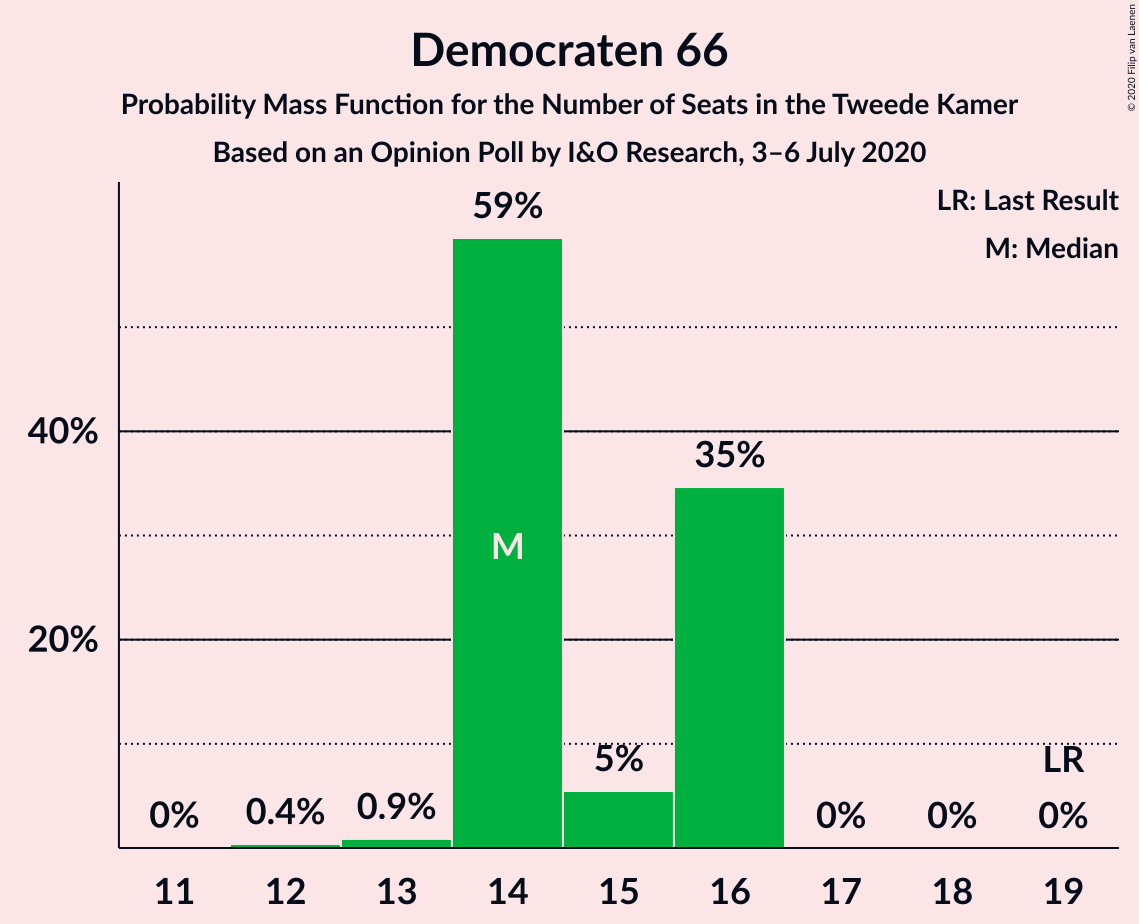 Democraten 66
Probability Mass Function for the Number of Seats in the Tweede Kamer
Based on an Opinion Poll by I&O Research, 3–6 July 2020
© 2020 Filip van Laenen
LR: Last Result
M: Median
59%
40%
35%
M
20%
5%
LR
0%
0.4%
0.9%
0%
0%
0%
11 12 13 14 15 16 17 18 19